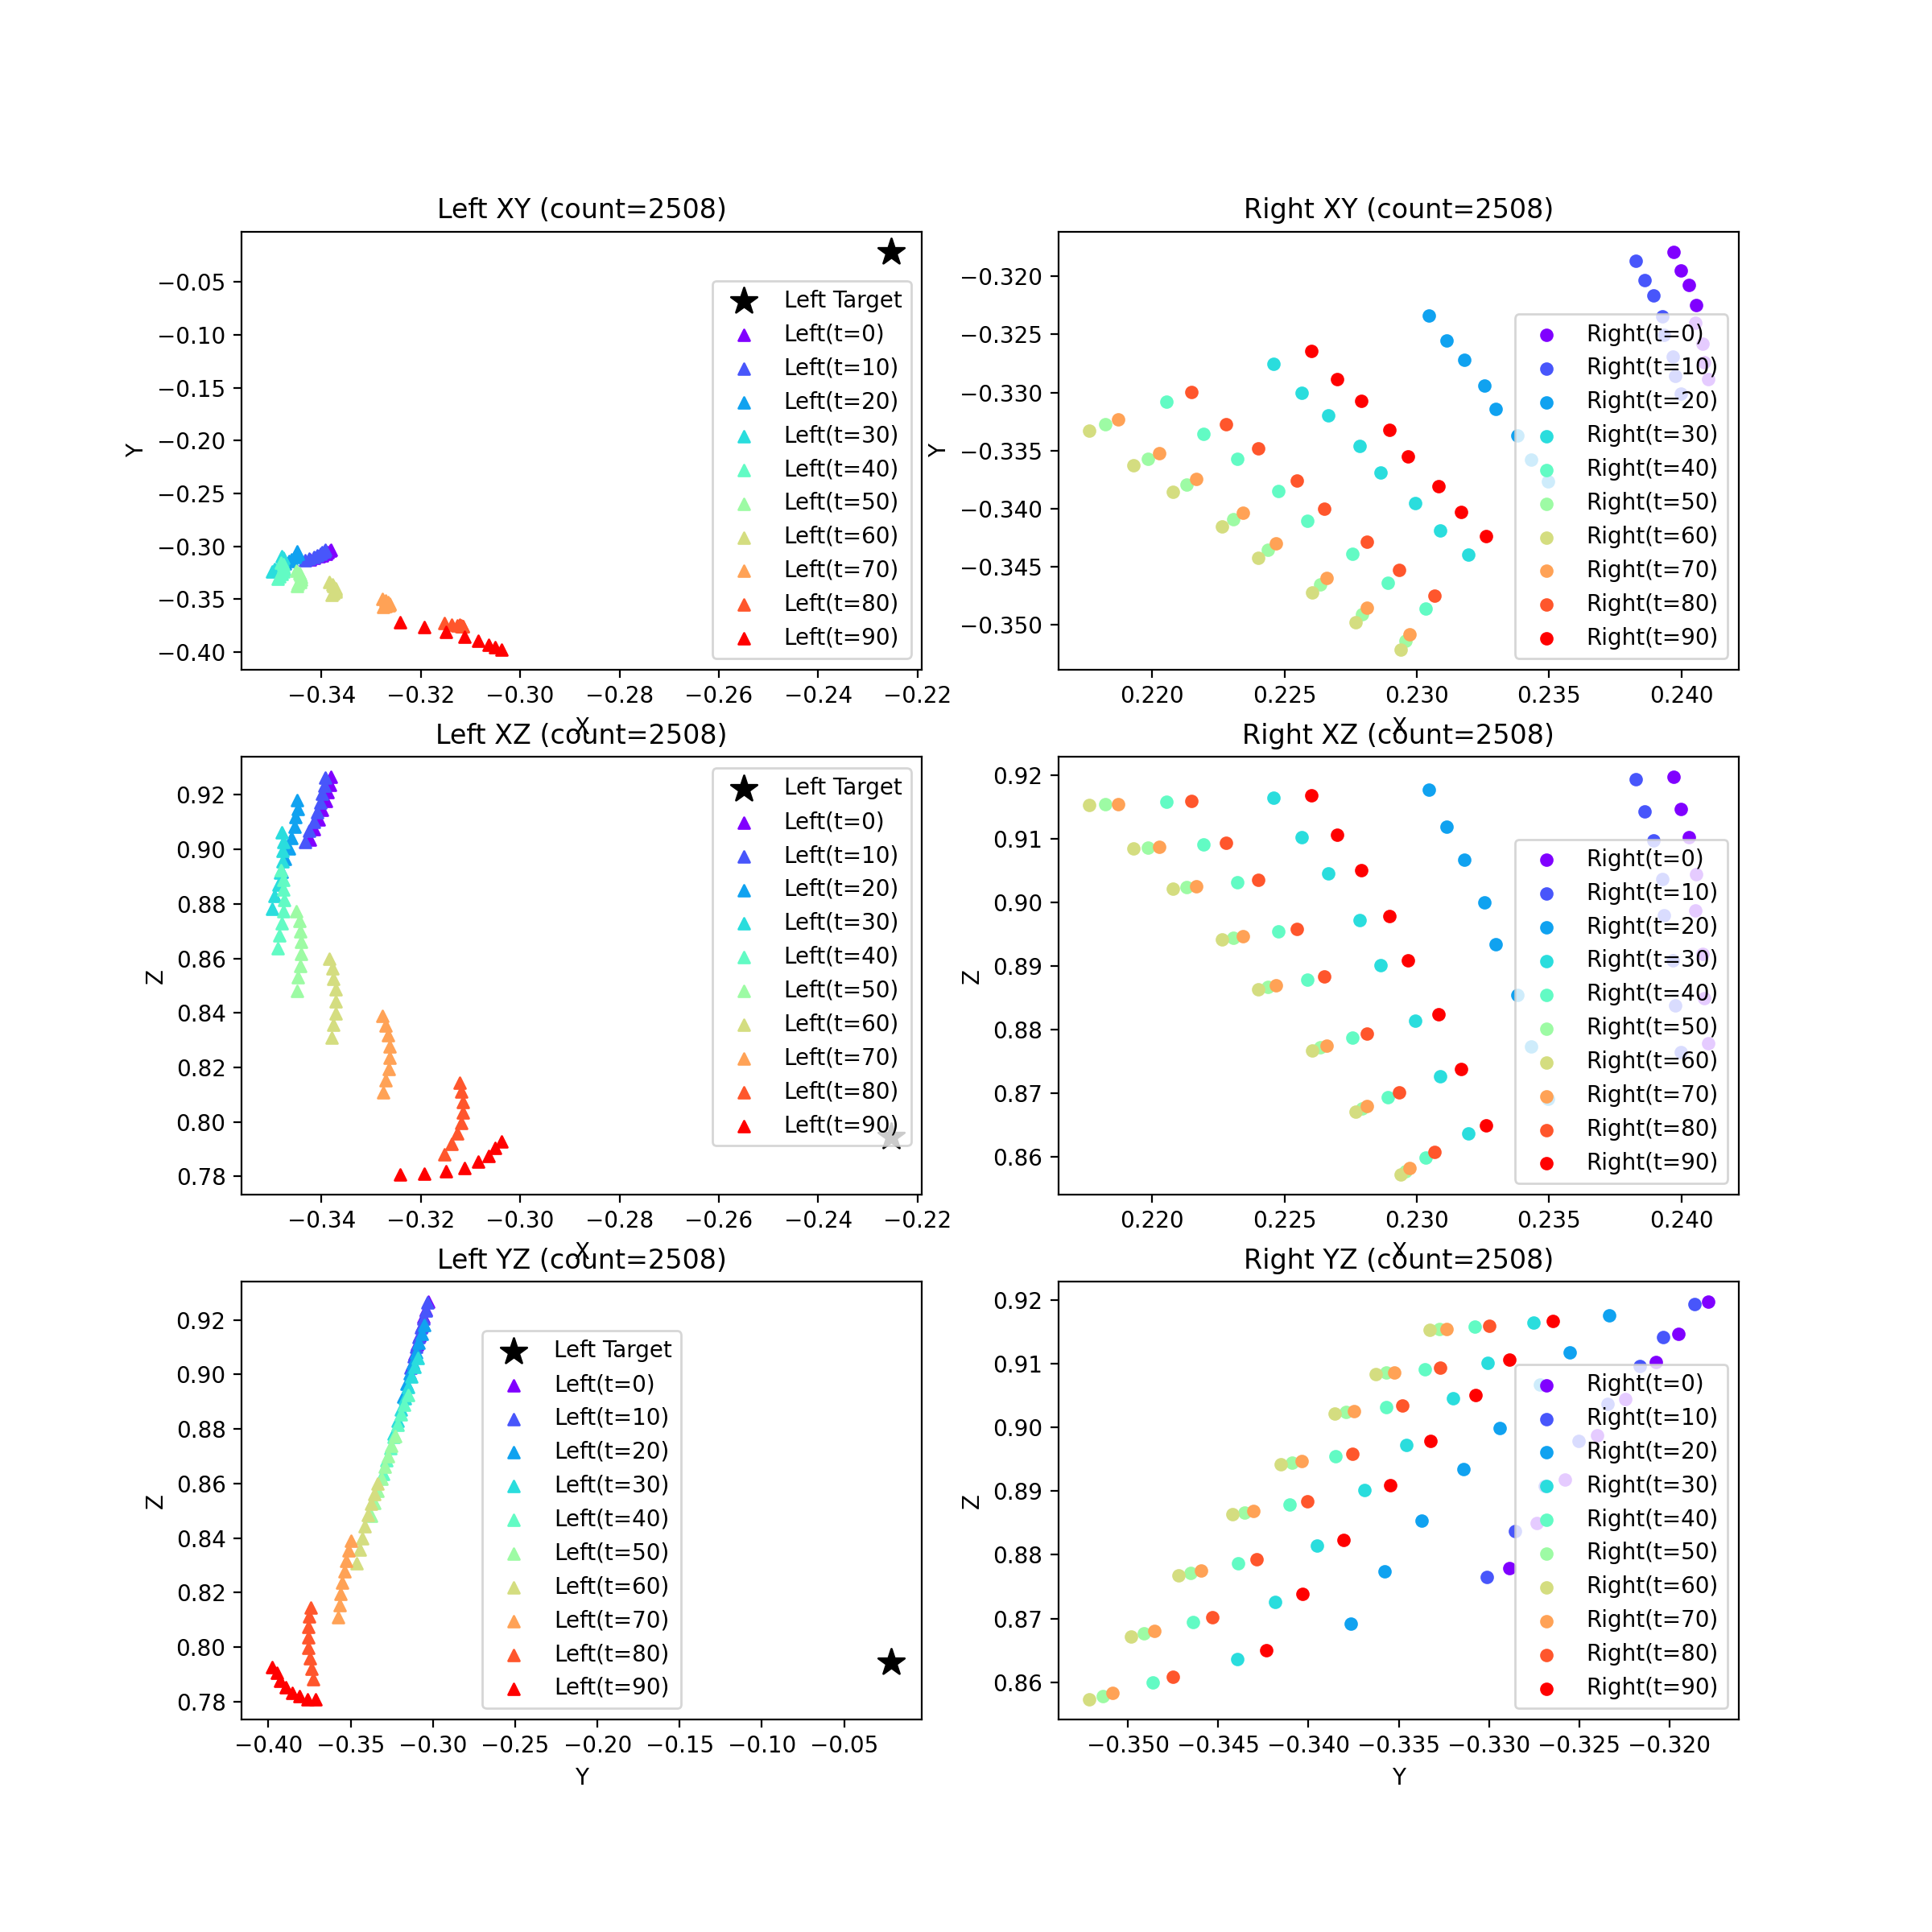 Left XY (count=2508)
−0.05
−0.10
−0.15
−0.20
−0.25
−0.30
−0.35
−0.40
Y
−0.34
−0.32
−0.30
−0.28
−0.26
−0.24
−0.22
X
Left Target
Left(t=0)
Left(t=10)
Left(t=20)
Left(t=30)
Left(t=40)
Left(t=50)
Left(t=60)
Left(t=70)
Left(t=80)
Left(t=90)
Right XY (count=2508)
−0.320
−0.325
−0.330
−0.335
−0.340
−0.345
−0.350
Y
0.220
0.225
0.230
0.235
0.240
X
Right(t=0)
Right(t=10)
Right(t=20)
Right(t=30)
Right(t=40)
Right(t=50)
Right(t=60)
Right(t=70)
Right(t=80)
Right(t=90)
Left XZ (count=2508)
0.92
0.90
0.88
0.86
0.84
0.82
0.80
0.78
Z
−0.34
−0.32
−0.30
−0.28
−0.26
−0.24
−0.22
X
Left Target
Left(t=0)
Left(t=10)
Left(t=20)
Left(t=30)
Left(t=40)
Left(t=50)
Left(t=60)
Left(t=70)
Left(t=80)
Left(t=90)
Right XZ (count=2508)
0.92
0.91
0.90
0.89
0.88
0.87
0.86
Z
0.220
0.225
0.230
0.235
0.240
X
Right(t=0)
Right(t=10)
Right(t=20)
Right(t=30)
Right(t=40)
Right(t=50)
Right(t=60)
Right(t=70)
Right(t=80)
Right(t=90)
Left YZ (count=2508)
0.92
0.90
0.88
0.86
0.84
0.82
0.80
0.78
Z
−0.40
−0.35
−0.30
−0.25
−0.20
−0.15
−0.10
−0.05
Y
Left Target
Left(t=0)
Left(t=10)
Left(t=20)
Left(t=30)
Left(t=40)
Left(t=50)
Left(t=60)
Left(t=70)
Left(t=80)
Left(t=90)
Right YZ (count=2508)
0.92
0.91
0.90
0.89
0.88
0.87
0.86
Z
−0.350
−0.345
−0.340
−0.335
−0.330
−0.325
−0.320
Y
Right(t=0)
Right(t=10)
Right(t=20)
Right(t=30)
Right(t=40)
Right(t=50)
Right(t=60)
Right(t=70)
Right(t=80)
Right(t=90)